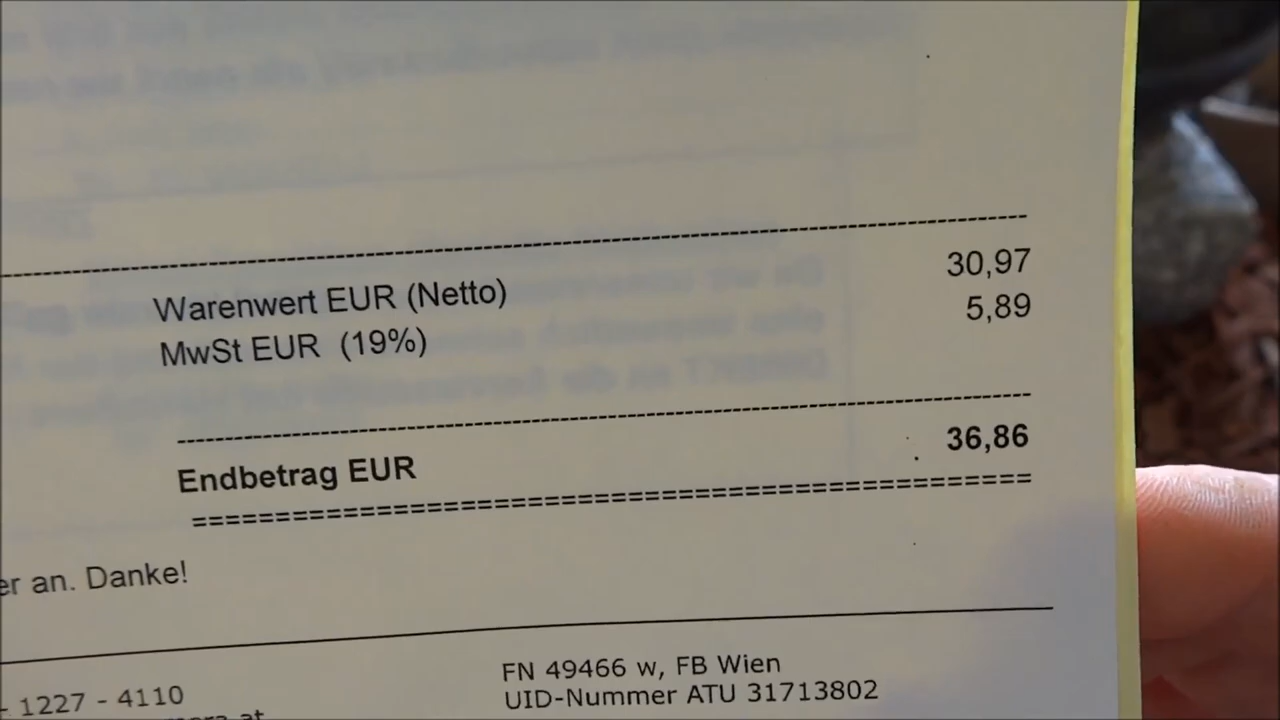 Warenwert EUR (Netto) 30,97
MwSt EUR (19%) 5,89
Endbetrag EUR 36,86
er an. Danke!
- 1227 - 4110
FN 49466 w, FB Wien
UID-Nummer ATU 31713802